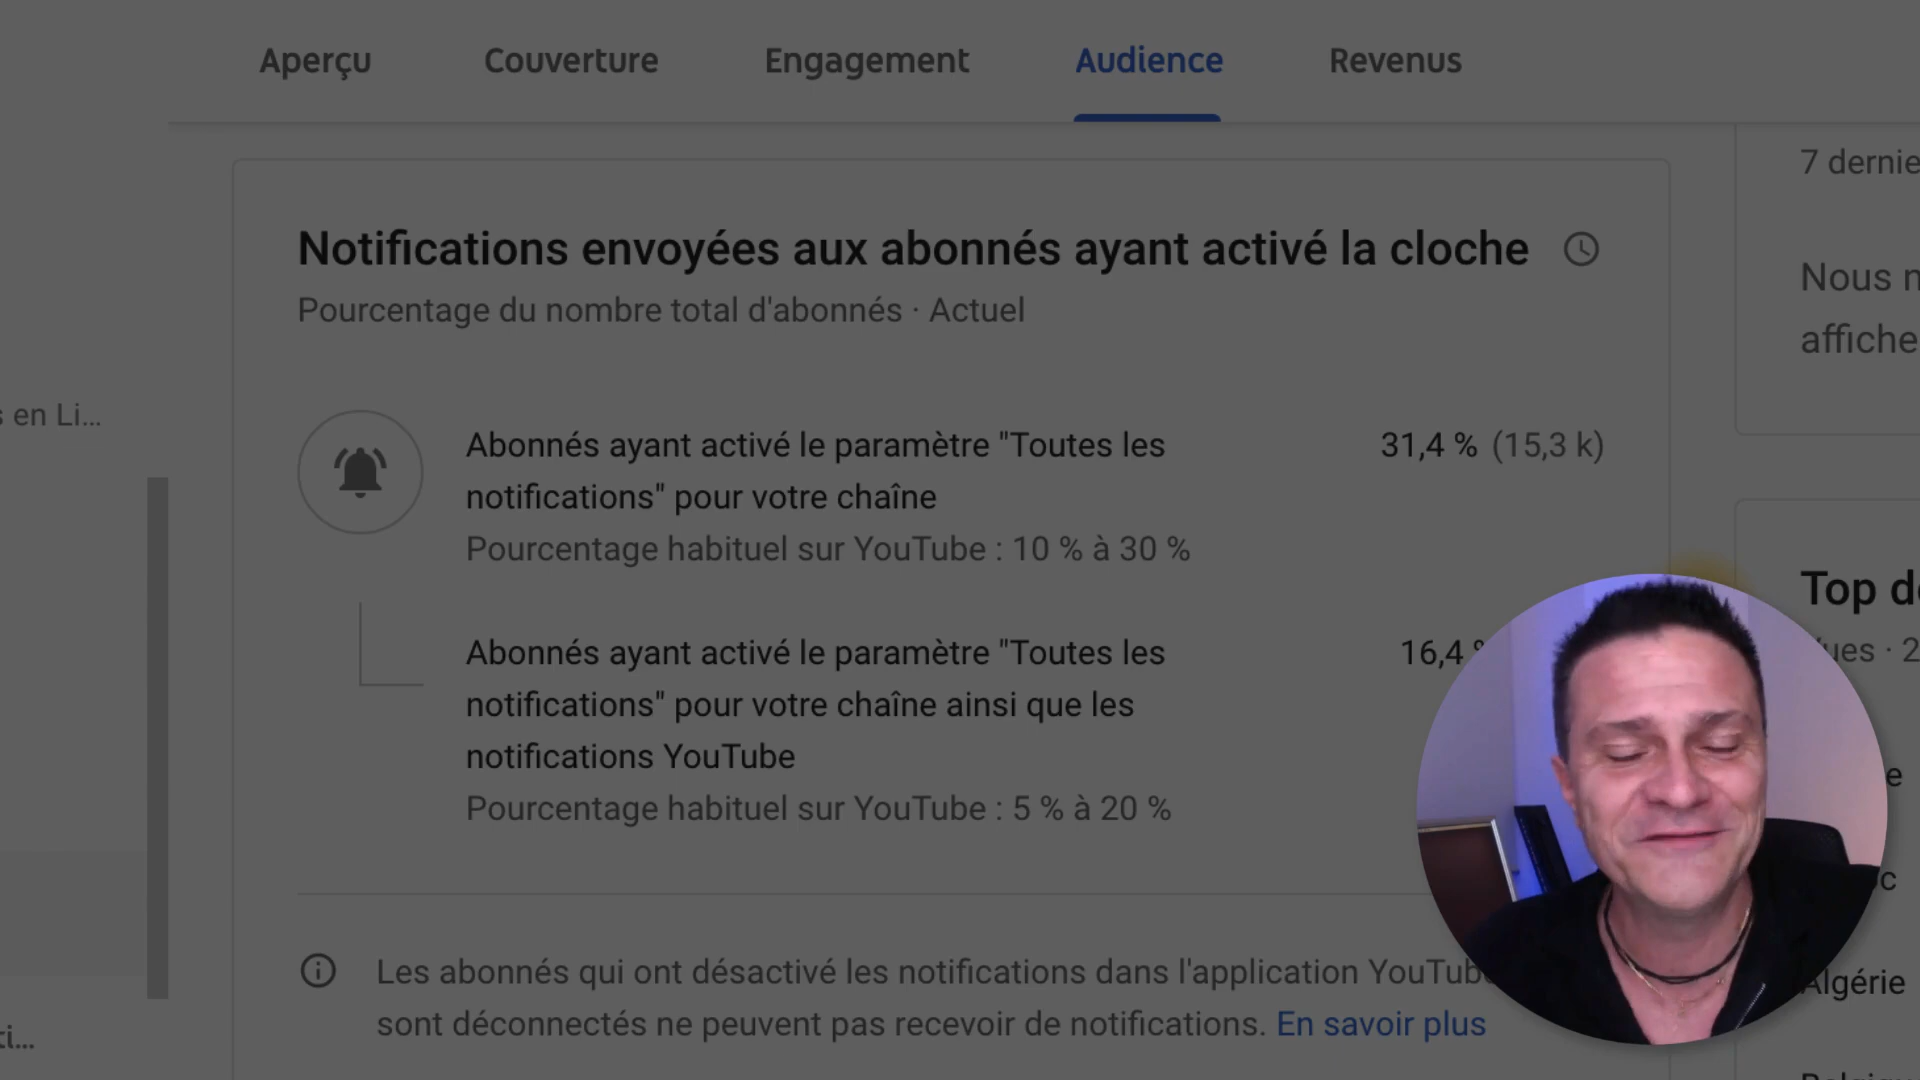 Aperçu Couverture Engagement Audience Revenus
Notifications envoyées aux abonnés ayant activé la cloche
Pourcentage du nombre total d'abonnés · Actuel
Abonnés ayant activé le paramètre "Toutes les
notifications" pour votre chaîne
31,4 % (15,3 k)
Pourcentage habituel sur YouTube : 10 % à 30 %
Abonnés ayant activé le paramètre "Toutes les
notifications" pour votre chaîne ainsi que les
notifications YouTube
16,4
Pourcentage habituel sur YouTube : 5 % à 20 %
Les abonnés qui ont désactivé les notifications dans l'application
sont déconnectés ne peuvent pas recevoir de notifications. En savoir plus
en Li...
7
Nous
Top
Algérie